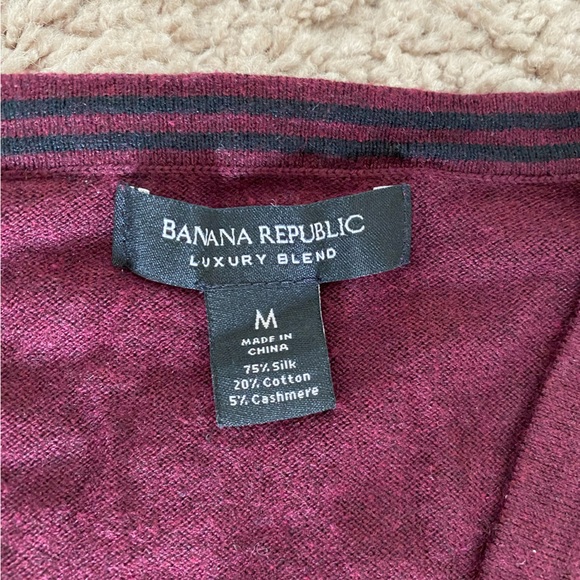 BANANA REPUBLIC
LUXURY BLEND
M
MADE IN
CHINA
75% Silk
20% Cotton
5% Cashmere